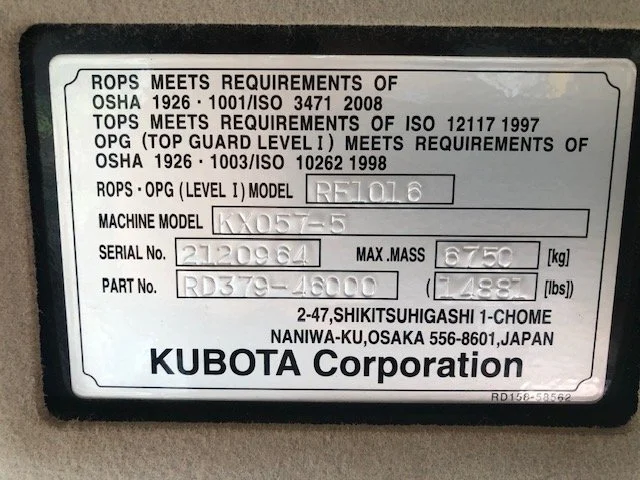 ROPS MEETS REQUIREMENTS OF
OSHA 1926 · 1001/ISO 3471 2008
TOPS MEETS REQUIREMENTS OF ISO 12117 1997
OPG (TOP GUARD LEVEL I) MEETS REQUIREMENTS OF
OSHA 1926 · 1003/ISO 10262 1998
ROPS · OPG (LEVEL I) MODEL RF1016
MACHINE MODEL KX057-5
SERIAL No. 2120964 MAX.MASS 6750 [kg]
PART No. RD379-46000 (14881 [lbs])
2-47,SHIKITSUHIGASHI 1-CHOME
NANIWA-KU,OSAKA 556-8601,JAPAN
KUBOTA Corporation
RD158-58562